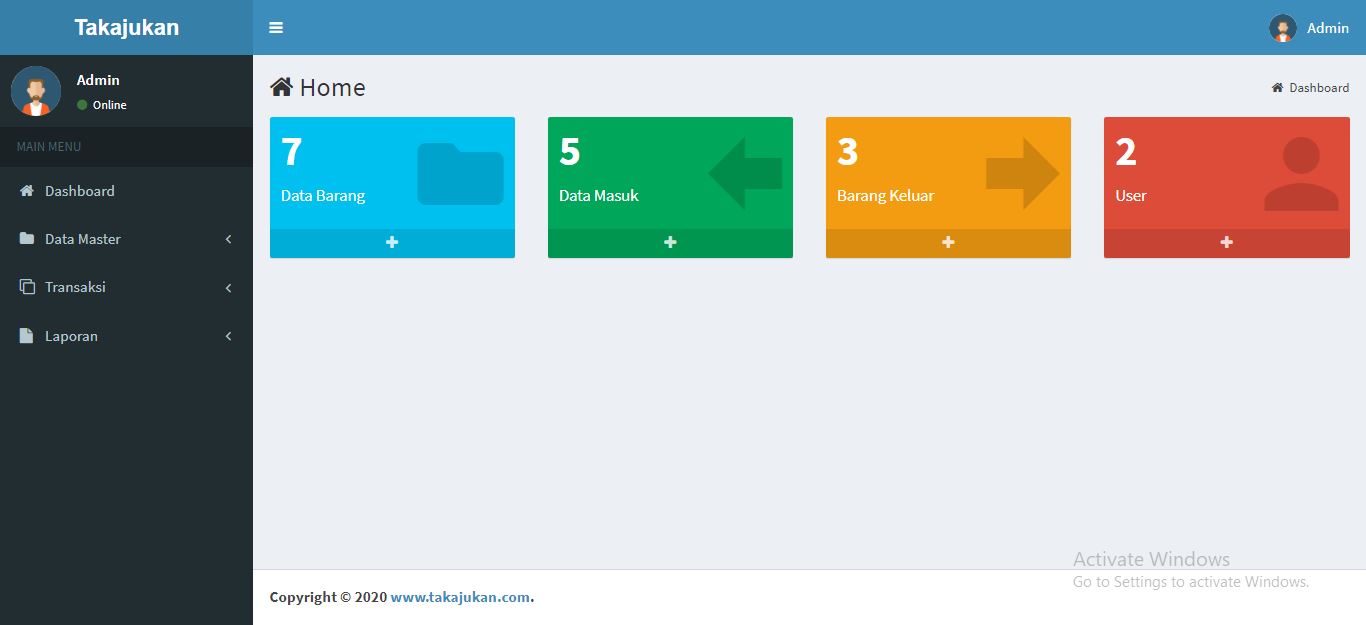 Takajukan
Admin
Admin
Online
MAIN MENU
Dashboard
Data Master
Transaksi
Laporan
Home
Dashboard
7
Data Barang
5
Data Masuk
3
Barang Keluar
2
User
Activate Windows
Go to Settings to activate Windows.
Copyright © 2020 www.takajukan.com.